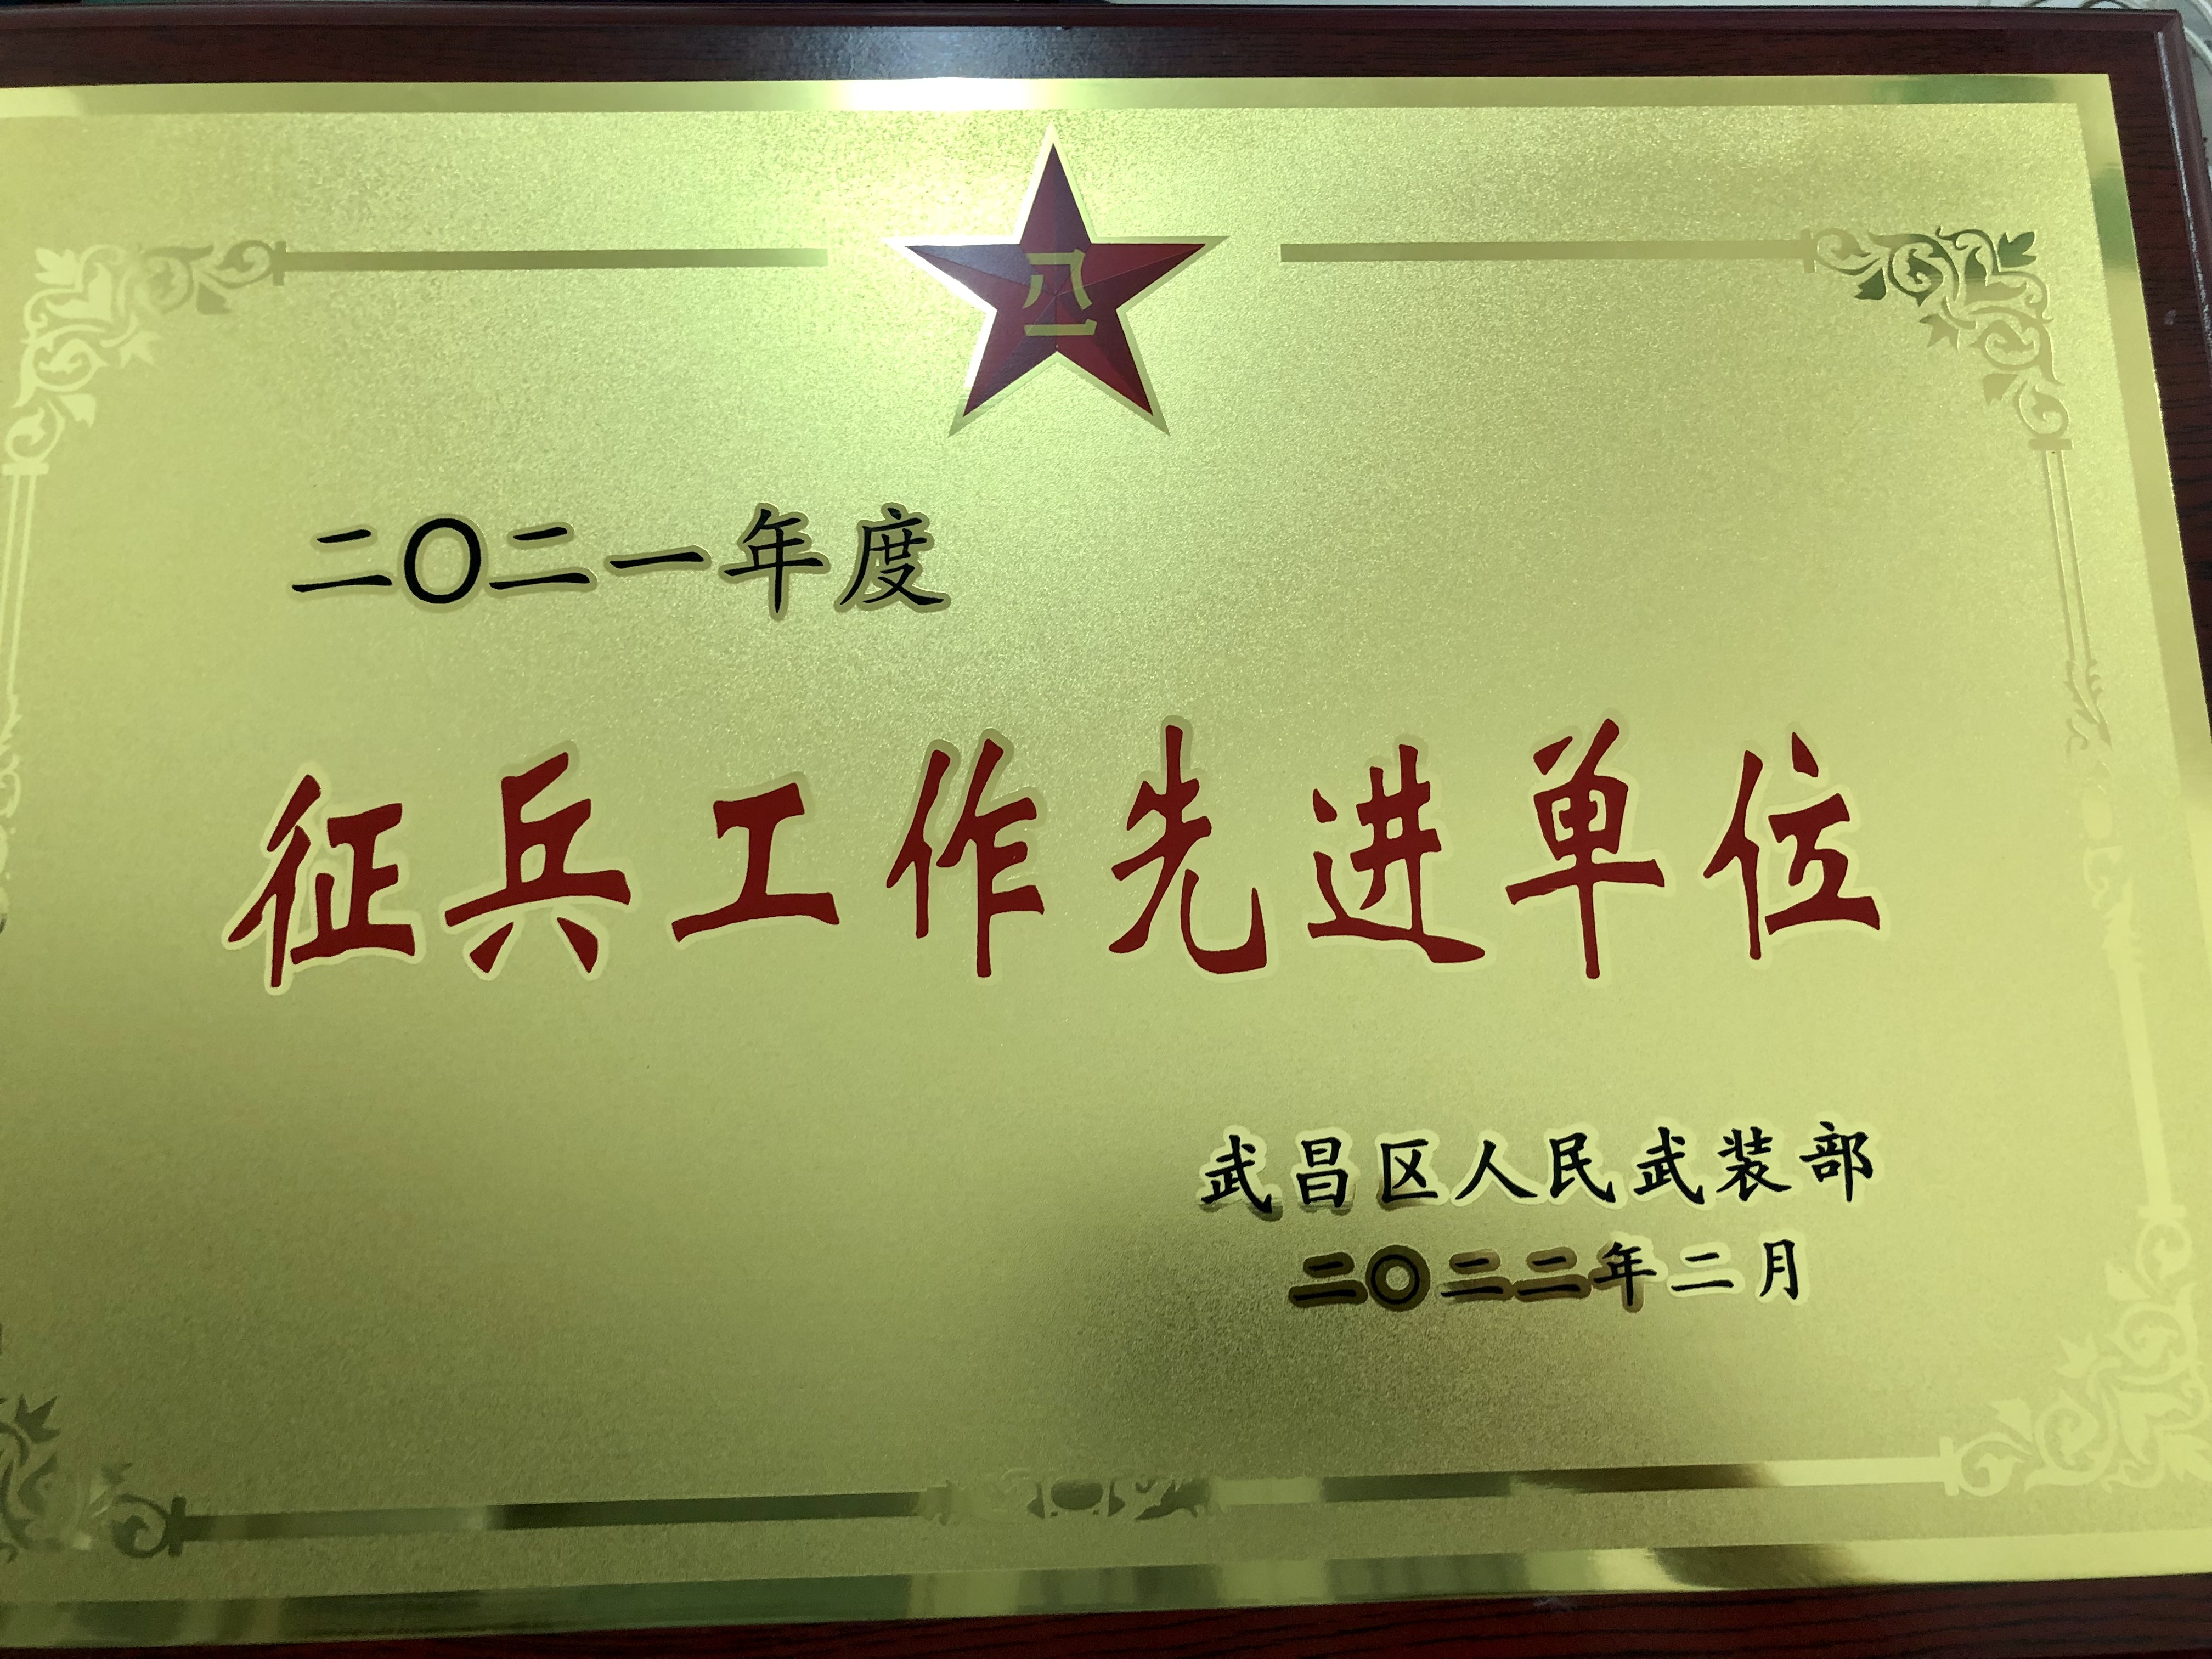 八一
二〇二一年度
征兵工作先进单位
武昌区人民武装部
二〇二二年二月